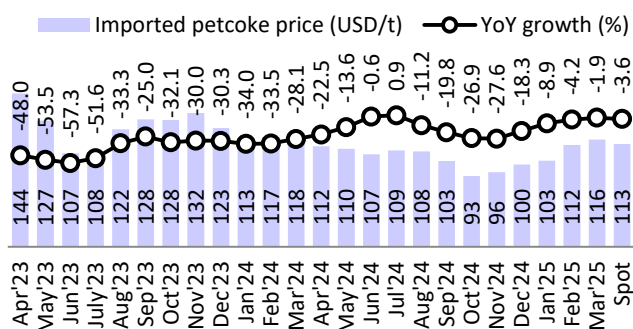 Imported petcoke price (USD/t) YoY growth (%)
-48.0 -53.5 -57.3 -51.6 -33.3 -25.0 -32.1 -30.0 -30.3 -34.0 -33.5 -28.1 -22.5 -13.6 -0.6 0.9 -11.2 -19.8 -26.9 -27.6 -18.3 -8.9 -4.2 -1.9 -3.6
144 127 107 108 122 128 128 132 123 113 117 118 112 110 107 109 108 103 93 96 100 103 112 116 113
Apr'23 May'23 Jun'23 July'23 Aug'23 Sep'23 Oct'23 Nov'23 Dec'23 Jan'24 Feb'24 Mar'24 Apr'24 May'24 Jun'24 Jul'24 Aug'24 Sep'24 Oct'24 Nov'24 Dec'24 Jan'25 Feb'25 Mar'25 Spot